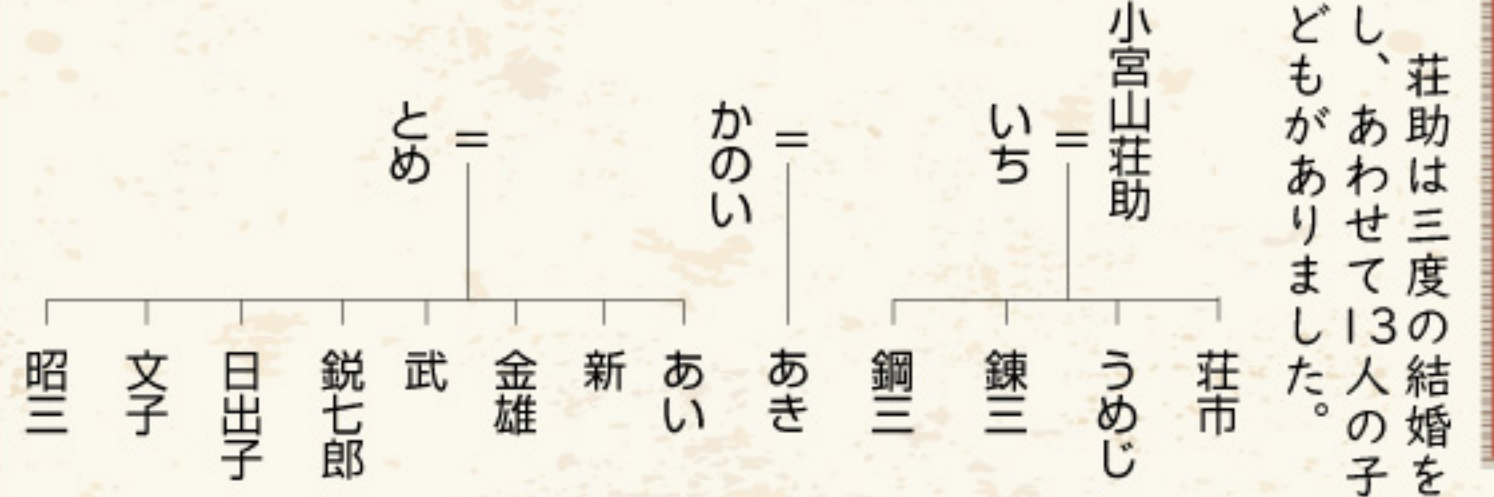 荘助は三度の結婚を
し、あわせて13人の子
どもがありました。
小宮山荘助
=
いち
荘市
うめじ
錬三
鋼三
=
かのい
あき
=
とめ
あい
新
金雄
武
鋭七郎
日出子
文子
昭三